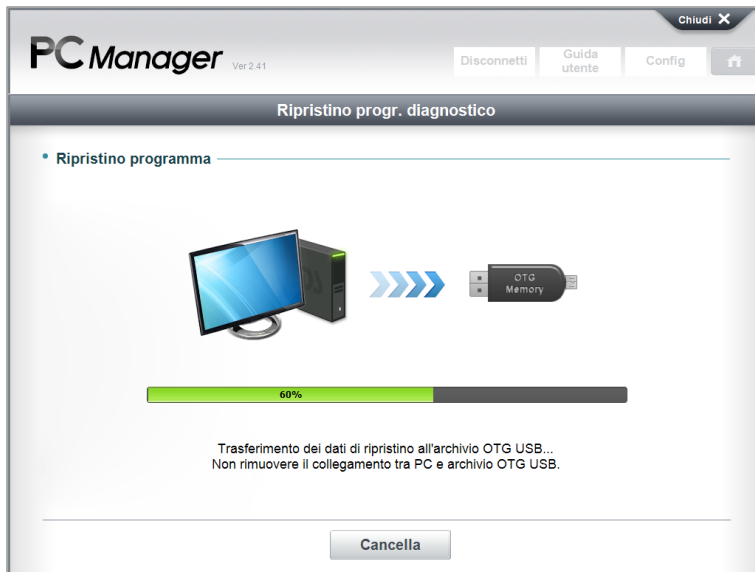 Chiudi X
PC Manager Ver 2.41
Disconnetti
Guida
utente
Config
Ripristino progr. diagnostico
Ripristino programma
OTG
Memory
60%
Trasferimento dei dati di ripristino all'archivio OTG USB...
Non rimuovere il collegamento tra PC e archivio OTG USB.
Cancella